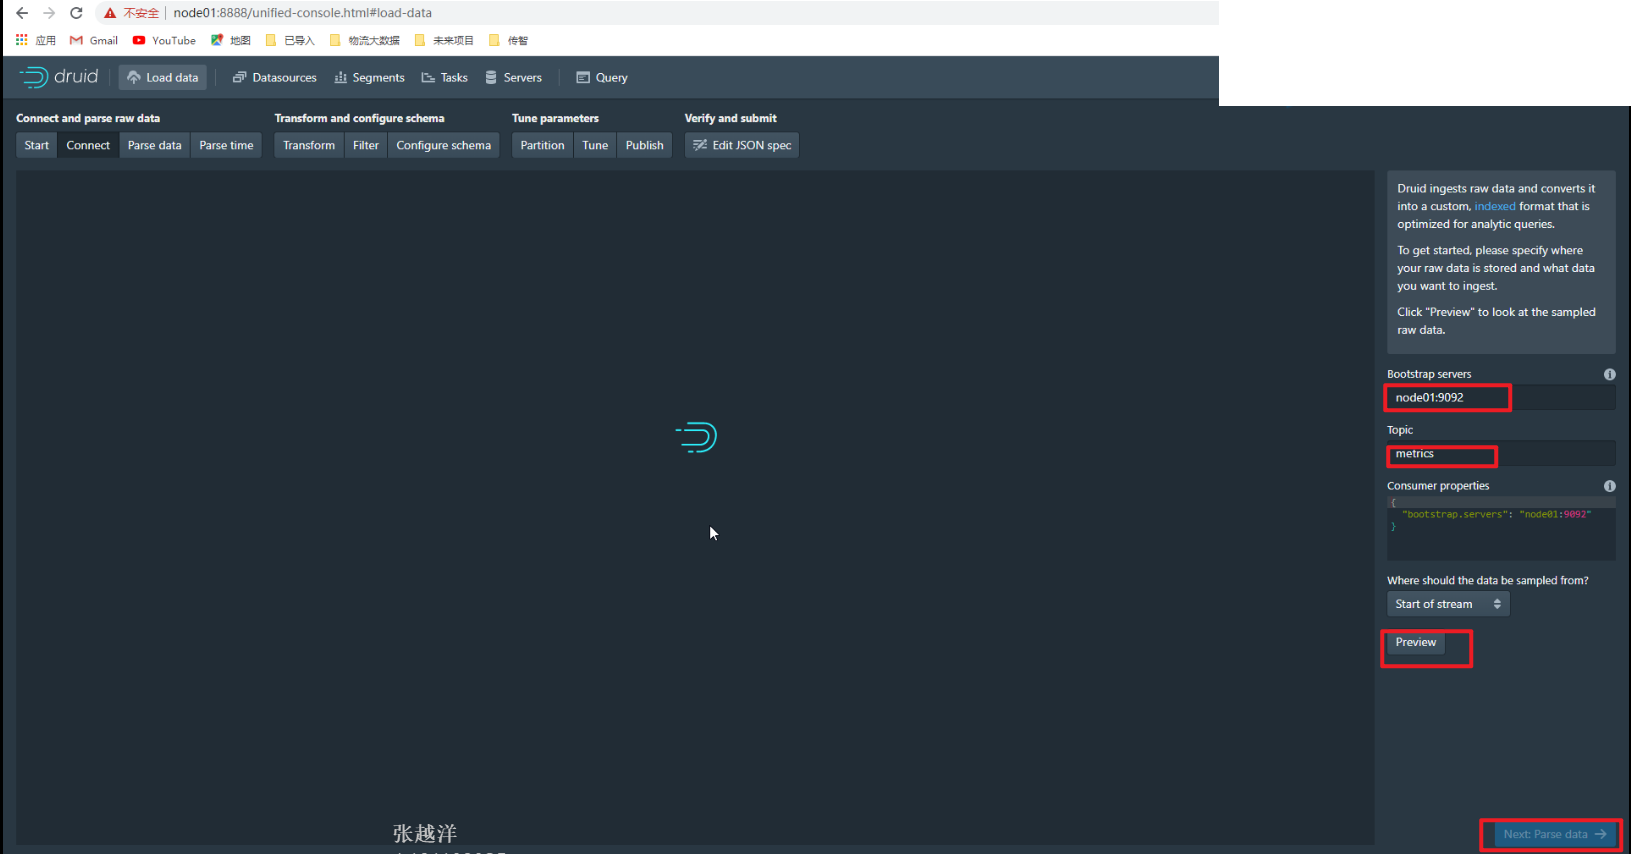 不安全 node01:8888/unified-console.html#load-data
应用 Gmail YouTube 地图 已导入 物流大数据 未来项目 传智
druid Load data Datasources Segments Tasks Servers Query
Connect and parse raw data Transform and configure schema Tune parameters Verify and submit
Start Connect Parse data Parse time Transform Filter Configure schema Partition Tune Publish Edit JSON spec
Druid ingests raw data and converts it
into a custom, indexed format that is
optimized for analytic queries.
To get started, please specify where
your raw data is stored and what data
you want to ingest.
Click "Preview" to look at the sampled
raw data.
Bootstrap servers
node01:9092
Topic
metrics
Consumer properties
{
"bootstrap.servers": "node01:9092"
}
Where should the data be sampled from?
Start of stream
Preview
Next: Parse data
张越洋